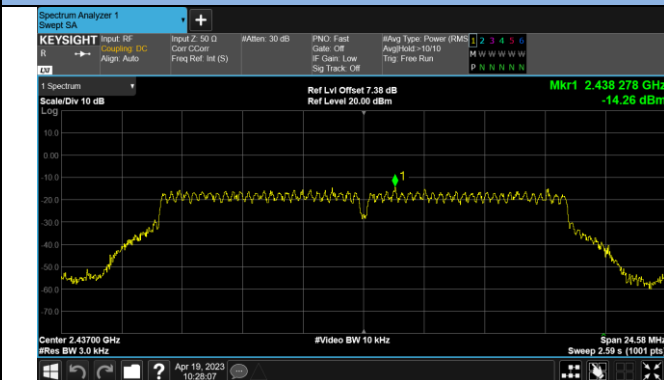 Spectrum Analyzer 1
Swept SA
KEYSIGHT
R
LXI
Input: RF
Coupling: DC
Align: Auto
Input Z: 50 Ω
Corr CCorr
Freq Ref: Int (S)
#Atten: 30 dB
PNO: Fast
Gate: Off
IF Gain: Low
Sig Track: Off
#Avg Type: Power (RMS
Avg|Hold:>10/10
Trig: Free Run
1 2 3 4 5 6
M W W W W W
P N N N N N
1 Spectrum
Scale/Div 10 dB
Ref Lvl Offset 7.38 dB
Ref Level 20.00 dBm
Mkr1 2.438 278 GHz
-14.26 dBm
Log
10.0
0.00
-10.0
-20.0
-30.0
-40.0
-50.0
-60.0
-70.0
1
Center 2.43700 GHz
#Res BW 3.0 kHz
#Video BW 10 kHz
Span 24.58 MHz
Sweep 2.59 s (1001 pts)
?
Apr 19, 2023
10:28:07